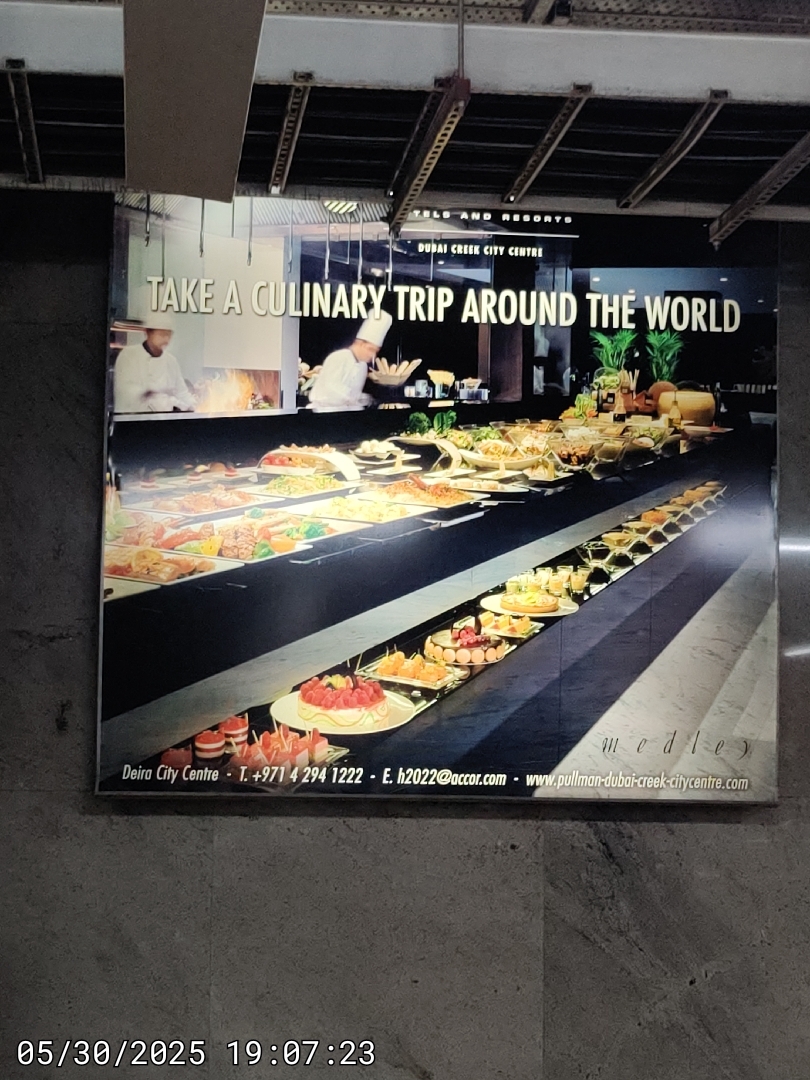 TELS AND RESORTS
DUBAI CREEK CITY CENTRE
TAKE A CULINARY TRIP AROUND THE WORLD
medley
Deira City Centre - T. +971 4 294 1222 - E. h2022@accor.com - www.pullman-dubai-creek-citycentre.com
05/30/2025 19:07:23